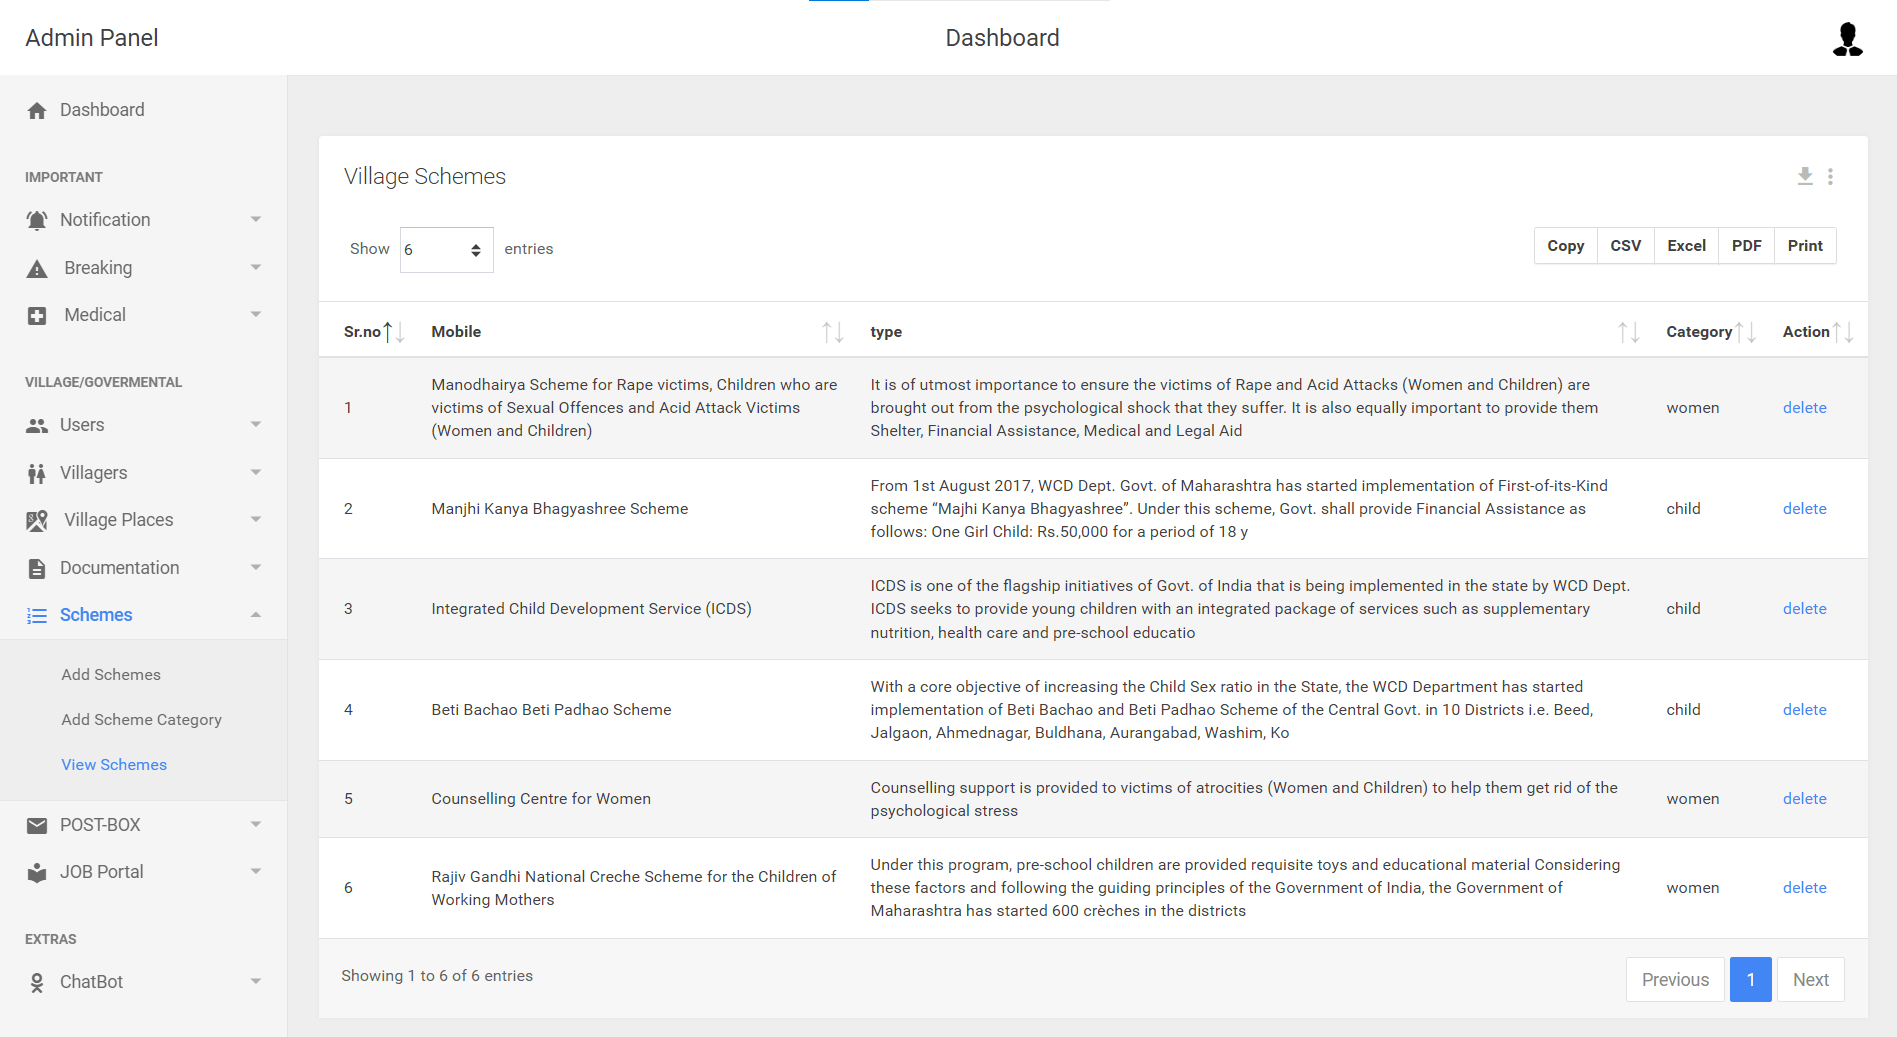 Admin Panel
Dashboard
Dashboard
IMPORTANT
Notification
Breaking
Medical
VILLAGE/GOVERMENTAL
Users
Villagers
Village Places
Documentation
Schemes
Add Schemes
Add Scheme Category
View Schemes
POST-BOX
JOB Portal
EXTRAS
ChatBot
Village Schemes
Show 6 entries
Copy CSV Excel PDF Print
Sr.no Mobile type Category Action
1
Manodhairya Scheme for Rape victims, Children who are
victims of Sexual Offences and Acid Attack Victims
(Women and Children)
It is of utmost importance to ensure the victims of Rape and Acid Attacks (Women and Children) are
brought out from the psychological shock that they suffer. It is also equally important to provide them
Shelter, Financial Assistance, Medical and Legal Aid
women
delete
2
Manjhi Kanya Bhagyashree Scheme
From 1st August 2017, WCD Dept. Govt. of Maharashtra has started implementation of First-of-its-Kind
scheme “Majhi Kanya Bhagyashree”. Under this scheme, Govt. shall provide Financial Assistance as
follows: One Girl Child: Rs.50,000 for a period of 18 y
child
delete
3
Integrated Child Development Service (ICDS)
ICDS is one of the flagship initiatives of Govt. of India that is being implemented in the state by WCD Dept.
ICDS seeks to provide young children with an integrated package of services such as supplementary
nutrition, health care and pre-school educatio
child
delete
4
Beti Bachao Beti Padhao Scheme
With a core objective of increasing the Child Sex ratio in the State, the WCD Department has started
implementation of Beti Bachao and Beti Padhao Scheme of the Central Govt. in 10 Districts i.e. Beed,
Jalgaon, Ahmednagar, Buldhana, Aurangabad, Washim, Ko
child
delete
5
Counselling Centre for Women
Counselling support is provided to victims of atrocities (Women and Children) to help them get rid of the
psychological stress
women
delete
6
Rajiv Gandhi National Creche Scheme for the Children of
Working Mothers
Under this program, pre-school children are provided requisite toys and educational material Considering
these factors and following the guiding principles of the Government of India, the Government of
Maharashtra has started 600 crèches in the districts
women
delete
Showing 1 to 6 of 6 entries
Previous 1 Next